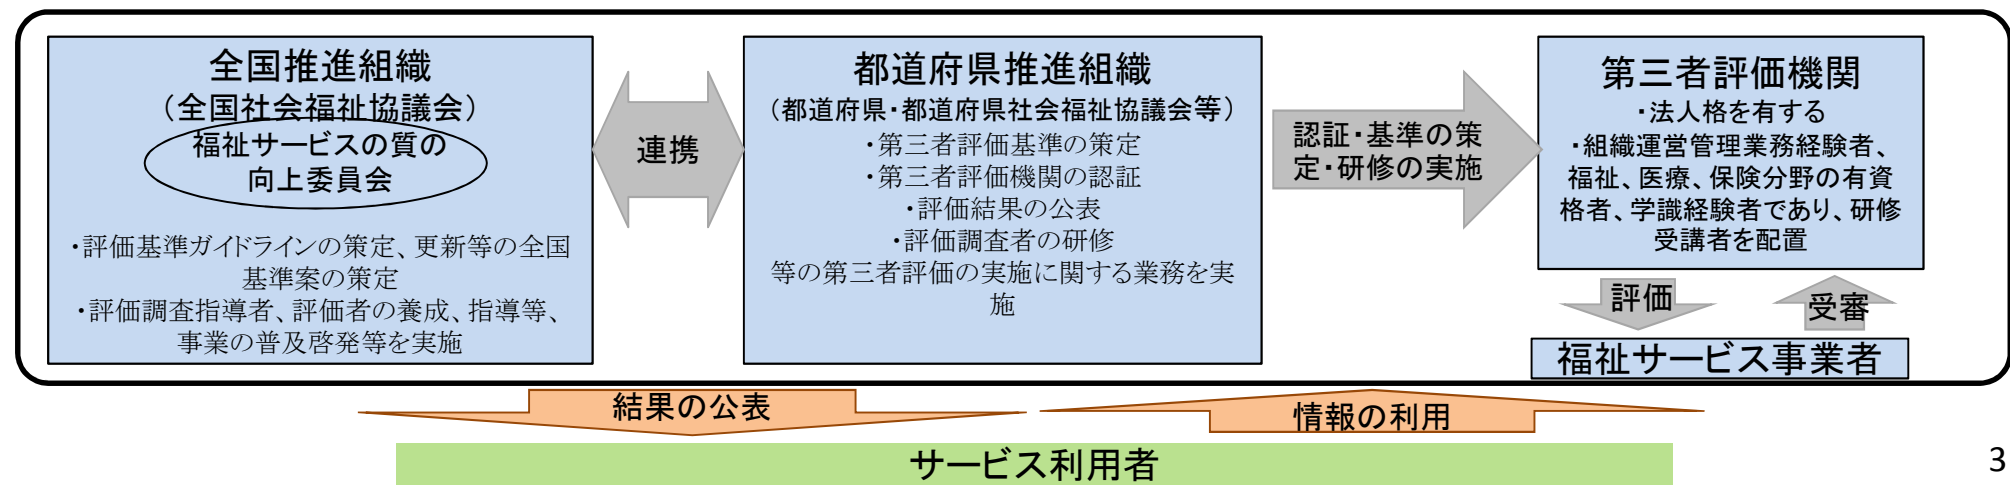 全国推進組織
（全国社会福祉協議会）
福祉サービスの質の
向上委員会
・評価基準ガイドラインの策定、更新等の全国
基準案の策定
・評価調査指導者、評価者の養成、指導等、
事業の普及啓発等を実施
連携
都道府県推進組織
（都道府県・都道府県社会福祉協議会等）
・第三者評価基準の策定
・第三者評価機関の認証
・評価結果の公表
・評価調査者の研修
等の第三者評価の実施に関する業務を実
施
認証・基準の策
定・研修の実施
第三者評価機関
・法人格を有する
・組織運営管理業務経験者、
福祉、医療、保険分野の有資
格者、学識経験者であり、研修
受講者を配置
評価
受審
福祉サービス事業者
結果の公表
情報の利用
サービス利用者
3